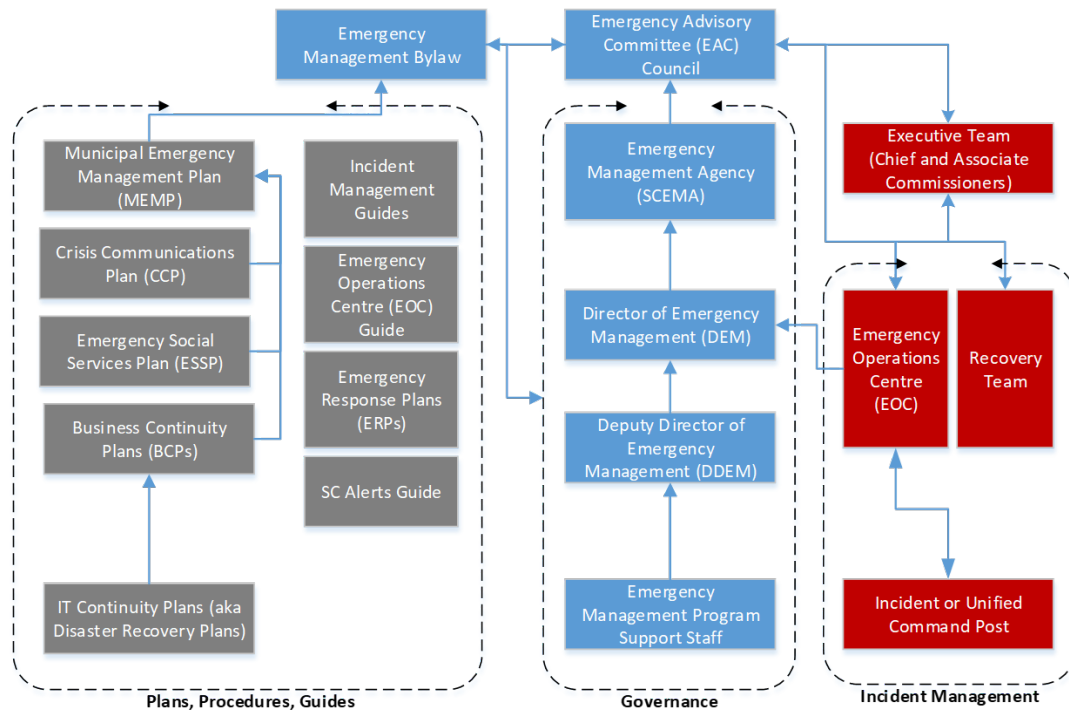 Emergency
Management Bylaw
Emergency Advisory
Committee (EAC)
Council
Municipal Emergency
Management Plan
(MEMP)
Crisis Communications
Plan (CCP)
Emergency Social
Services Plan (ESSP)
Business Continuity
Plans (BCPs)
IT Continuity Plans (aka
Disaster Recovery Plans)
Incident
Management
Guides
Emergency
Operations
Centre (EOC)
Guide
Emergency
Response Plans
(ERPs)
SC Alerts Guide
Plans, Procedures, Guides
Emergency
Management Agency
(SCEMA)
Director of Emergency
Management (DEM)
Deputy Director of
Emergency
Management (DDEM)
Emergency
Management Program
Support Staff
Governance
Executive Team
(Chief and Associate
Commissioners)
Emergency
Operations
Centre
(EOC)
Recovery
Team
Incident or Unified
Command Post
Incident Management